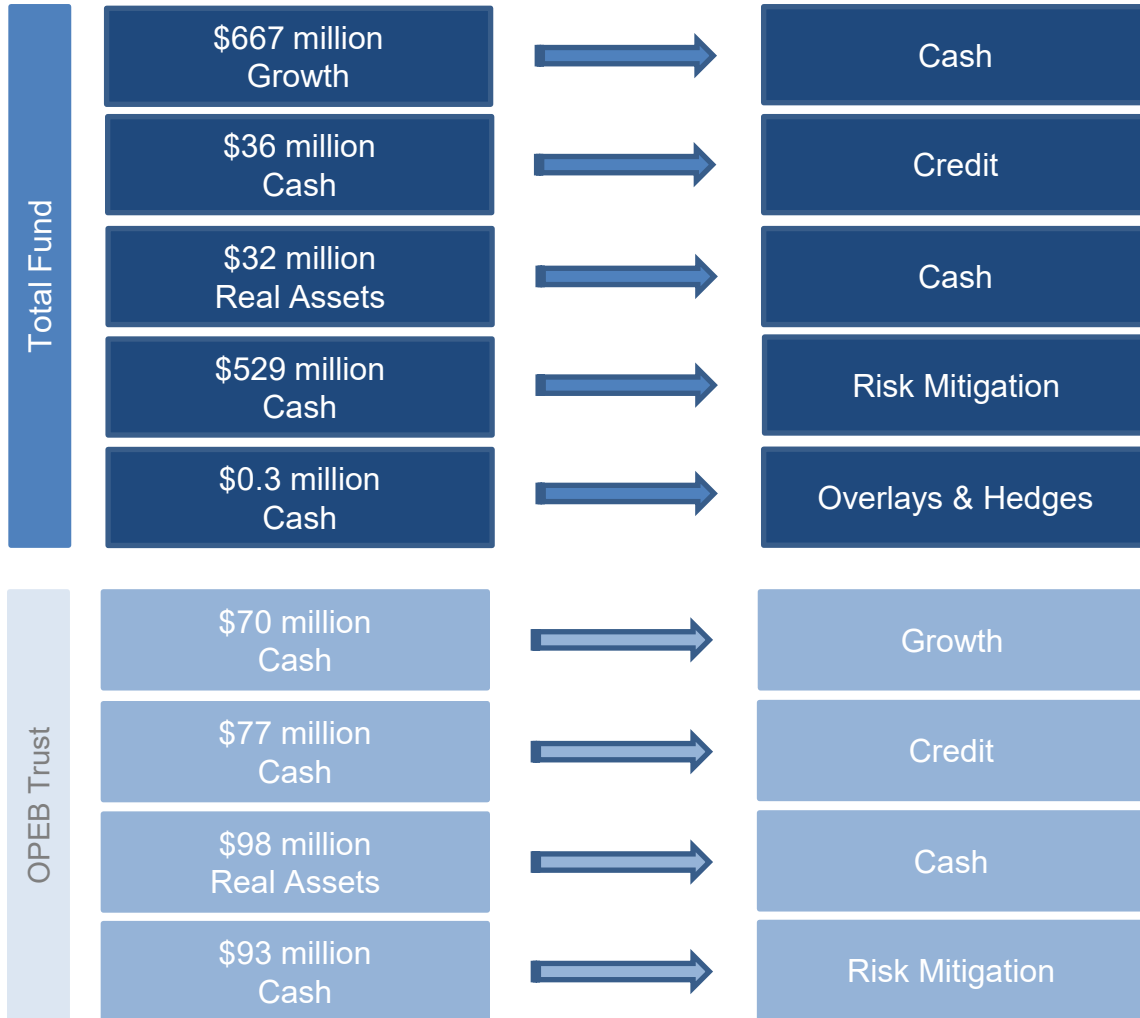 Total Fund
$667 million
Growth
Cash
$36 million
Cash
Credit
$32 million
Real Assets
Cash
$529 million
Cash
Risk Mitigation
$0.3 million
Cash
Overlays & Hedges
OPEB Trust
$70 million
Cash
Growth
$77 million
Cash
Credit
$98 million
Real Assets
Cash
$93 million
Cash
Risk Mitigation